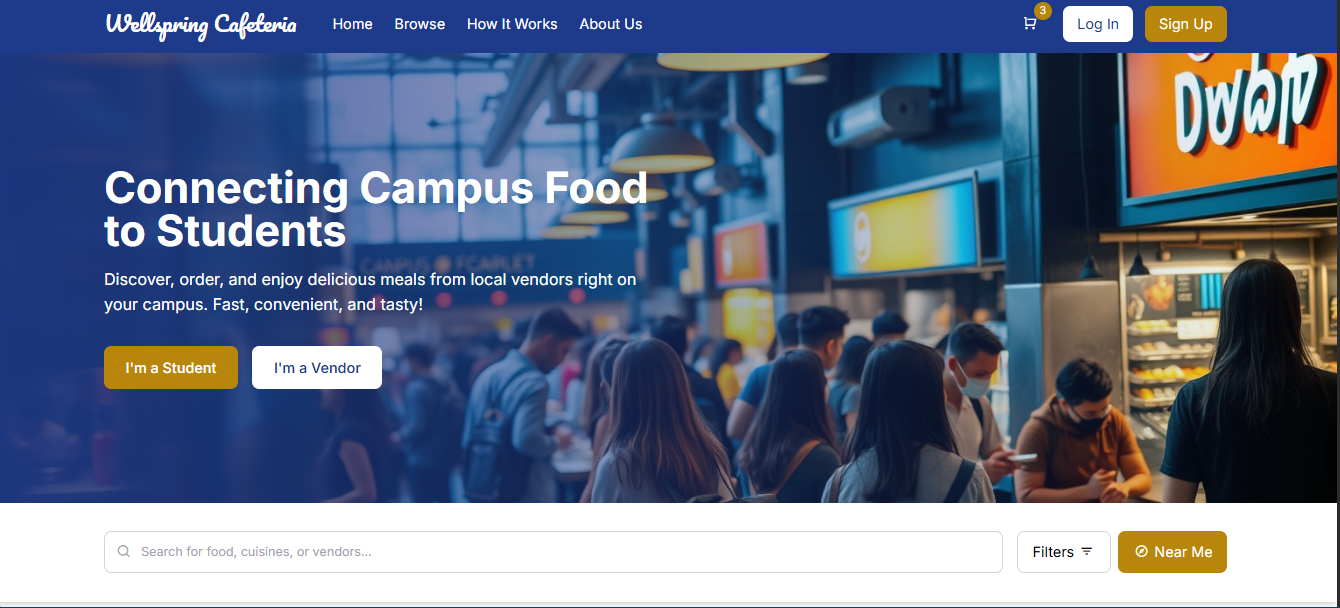 Wellspring Cafeteria
Home
Browse
How It Works
About Us
3
Log In
Sign Up
Connecting Campus Food
to Students
Discover, order, and enjoy delicious meals from local vendors right on
your campus. Fast, convenient, and tasty!
I'm a Student
I'm a Vendor
Search for food, cuisines, or vendors...
Filters
Near Me